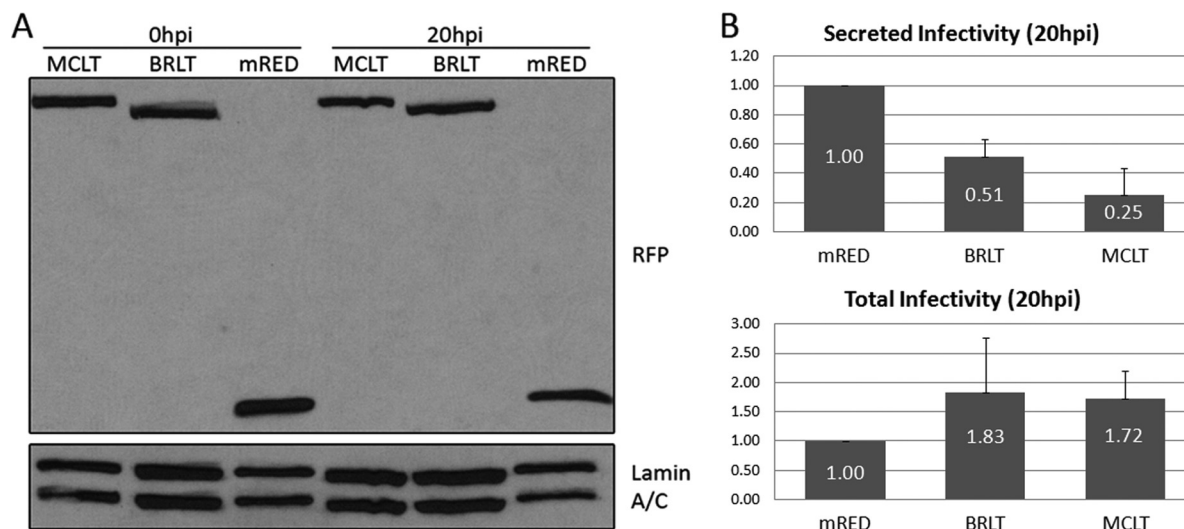 A
0hpi 20hpi
MCLT BRLT mRED MCLT BRLT mRED
RFP
Lamin
A/C
B
Secreted Infectivity (20hpi)
1.20
1.00
0.80
0.60
0.40
0.20
0.00
1.00
0.51
0.25
mRED BRLT MCLT
Total Infectivity (20hpi)
3.00
2.50
2.00
1.50
1.00
0.50
0.00
1.00
1.83
1.72
mRED BRLT MCLT